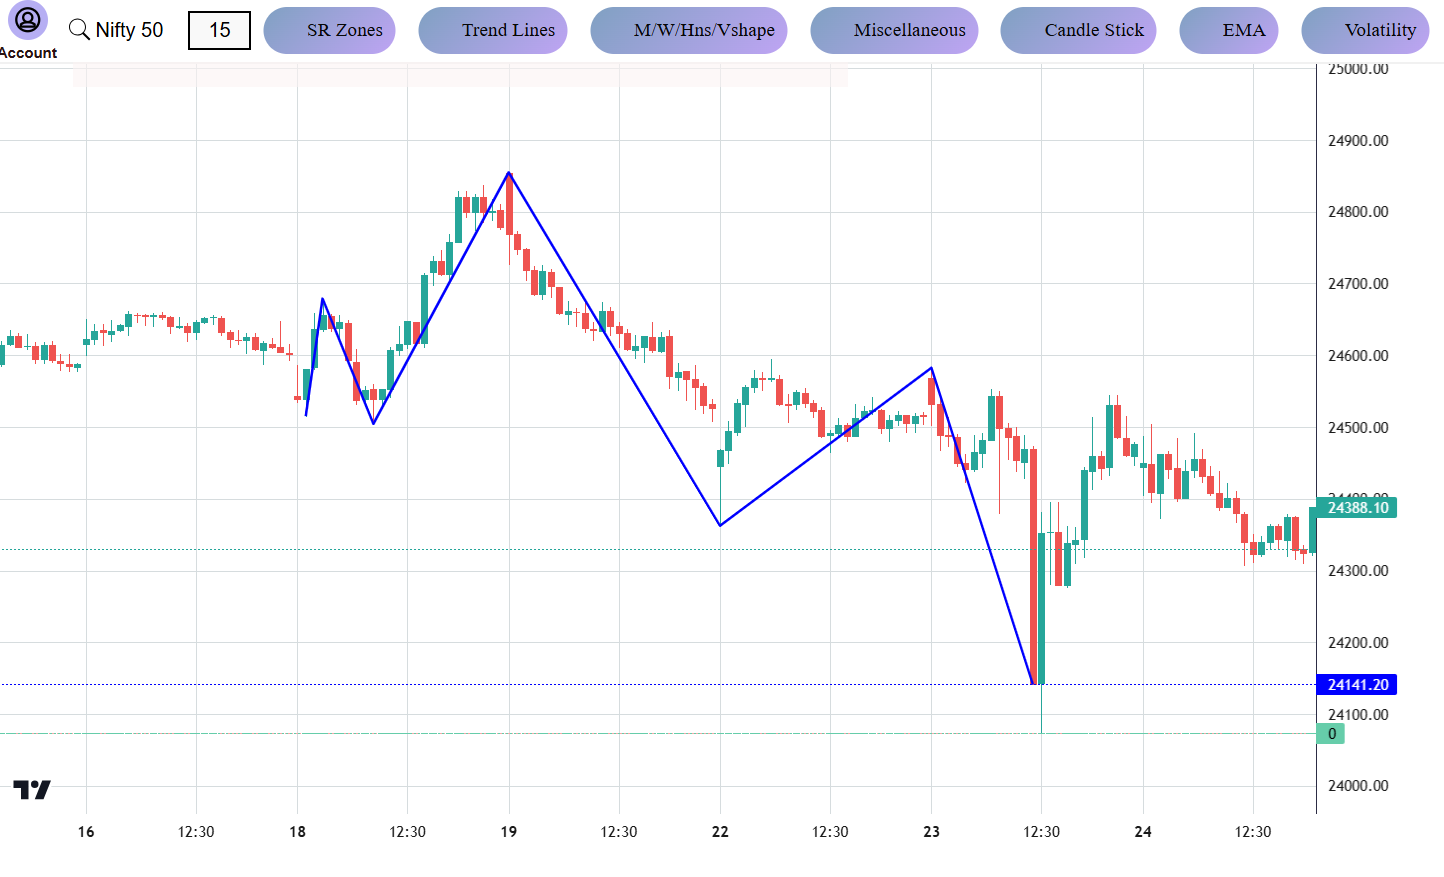 Account
Nifty 50
15
SR Zones
Trend Lines
M/W/Hns/Vshape
Miscellaneous
Candle Stick
EMA
Volatility
25000.00
24900.00
24800.00
24700.00
24600.00
24500.00
24400.00
24388.10
24300.00
24200.00
24141.20
24100.00
0
24000.00
16 12:30 18 12:30 19 12:30 22 12:30 23 12:30 24 12:30